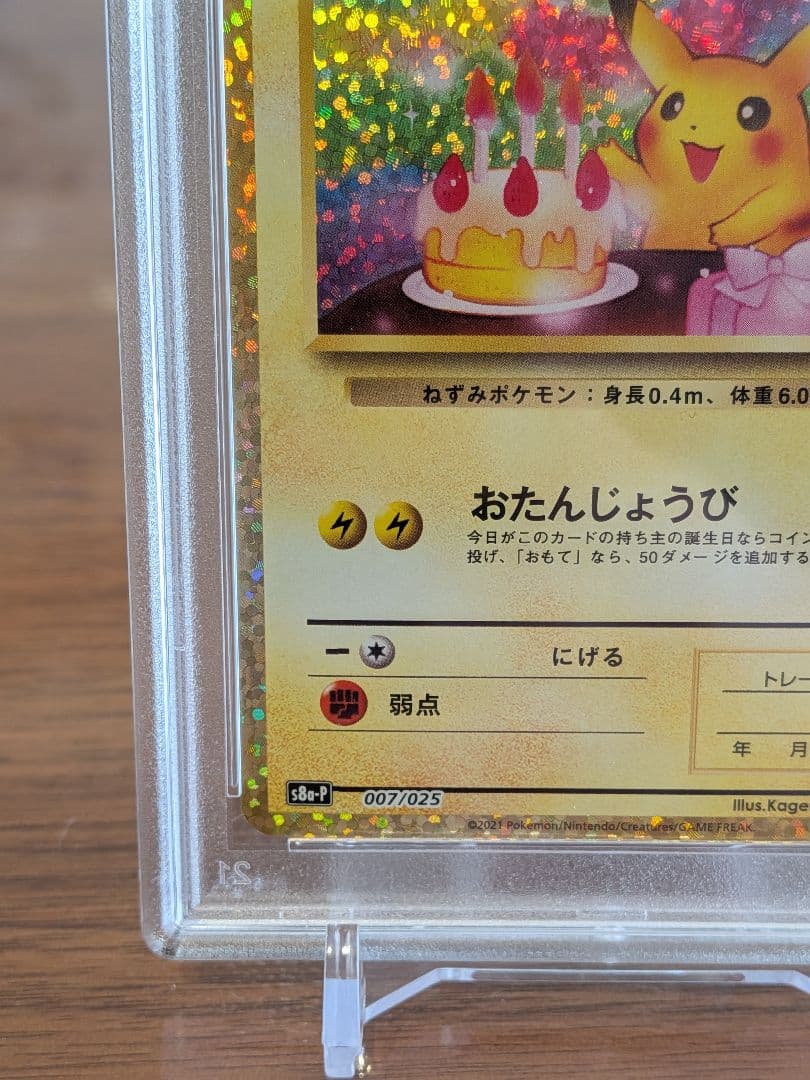 ねずみポケモン：身長0.4m、体重6.0
おたんじょうび
今日がこのカードの持ち主の誕生日ならコイン
投げ、「おもて」なら、50ダメージを追加する
にげる
弱点
トレー
年 月
s8a-P 007/025
Illus.Kage
©2021 Pokémon/Nintendo/Creatures/GAME FREAK.
21